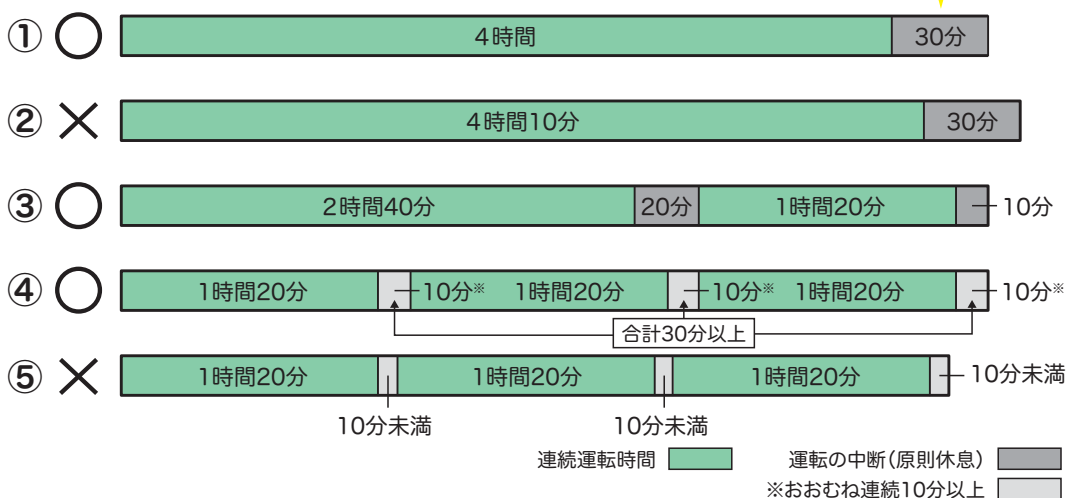 ① ◯ 4時間 30分
② × 4時間10分 30分
③ ◯ 2時間40分 20分 1時間20分 10分
④ ◯ 1時間20分 10分※ 1時間20分 10分※ 1時間20分 10分※
合計30分以上
⑤ × 1時間20分 1時間20分 1時間20分 10分未満
10分未満 10分未満
連続運転時間 運転の中断(原則休息)
※おおむね連続10分以上